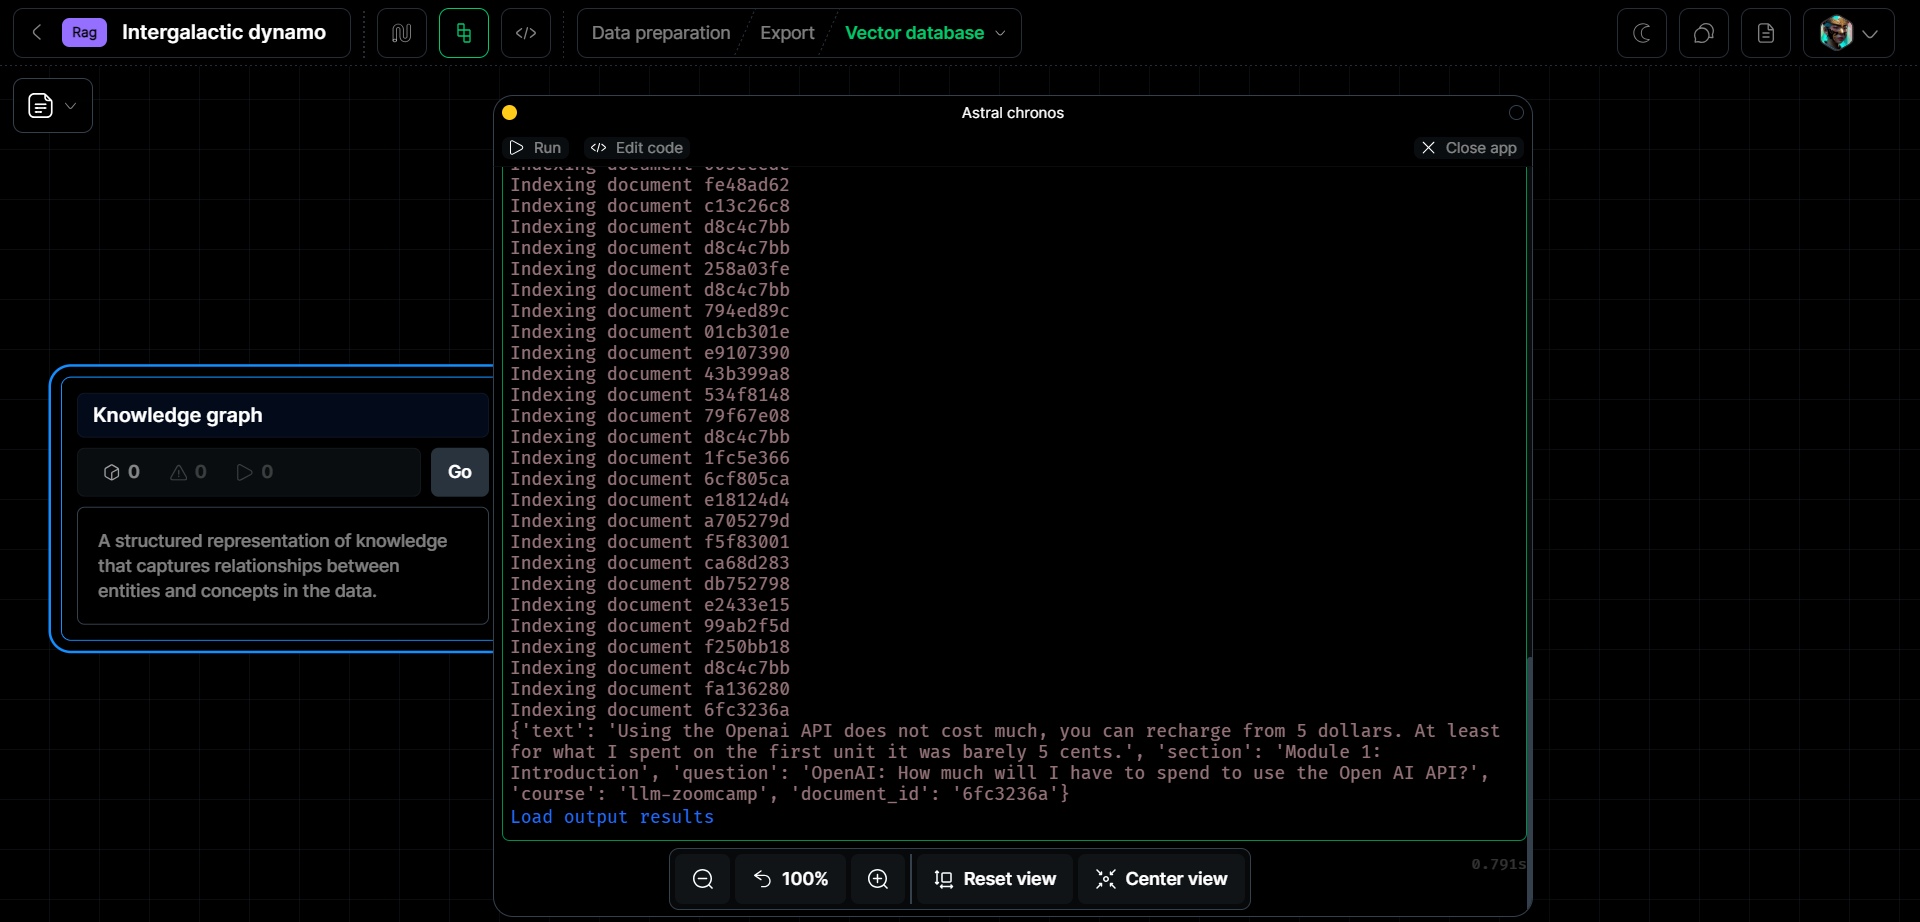 Rag Intergalactic dynamo
Data preparation Export Vector database
Astral chronos
Run Edit code Close app
Indexing document
Indexing document fe48ad62
Indexing document c13c26c8
Indexing document d8c4c7bb
Indexing document d8c4c7bb
Indexing document 258a03fe
Indexing document d8c4c7bb
Indexing document 794ed89c
Indexing document 01cb301e
Indexing document e9107390
Indexing document 43b399a8
Indexing document 534f8148
Indexing document 79f67e08
Indexing document d8c4c7bb
Indexing document 1fc5e366
Indexing document 6cf805ca
Indexing document e18124d4
Indexing document a705279d
Indexing document f5f83001
Indexing document ca68d283
Indexing document db752798
Indexing document e2433e15
Indexing document 99ab2f5d
Indexing document f250bb18
Indexing document d8c4c7bb
Indexing document fa136280
Indexing document 6fc3236a
{'text': 'Using the Openai API does not cost much, you can recharge from 5 dollars. At least
for what I spent on the first unit it was barely 5 cents.', 'section': 'Module 1:
Introduction', 'question': 'OpenAI: How much will I have to spend to use the Open AI API?',
'course': 'llm-zoomcamp', 'document_id': '6fc3236a'}
Load output results
0.791s
Knowledge graph
0 0 0 Go
A structured representation of knowledge
that captures relationships between
entities and concepts in the data.
100% Reset view Center view